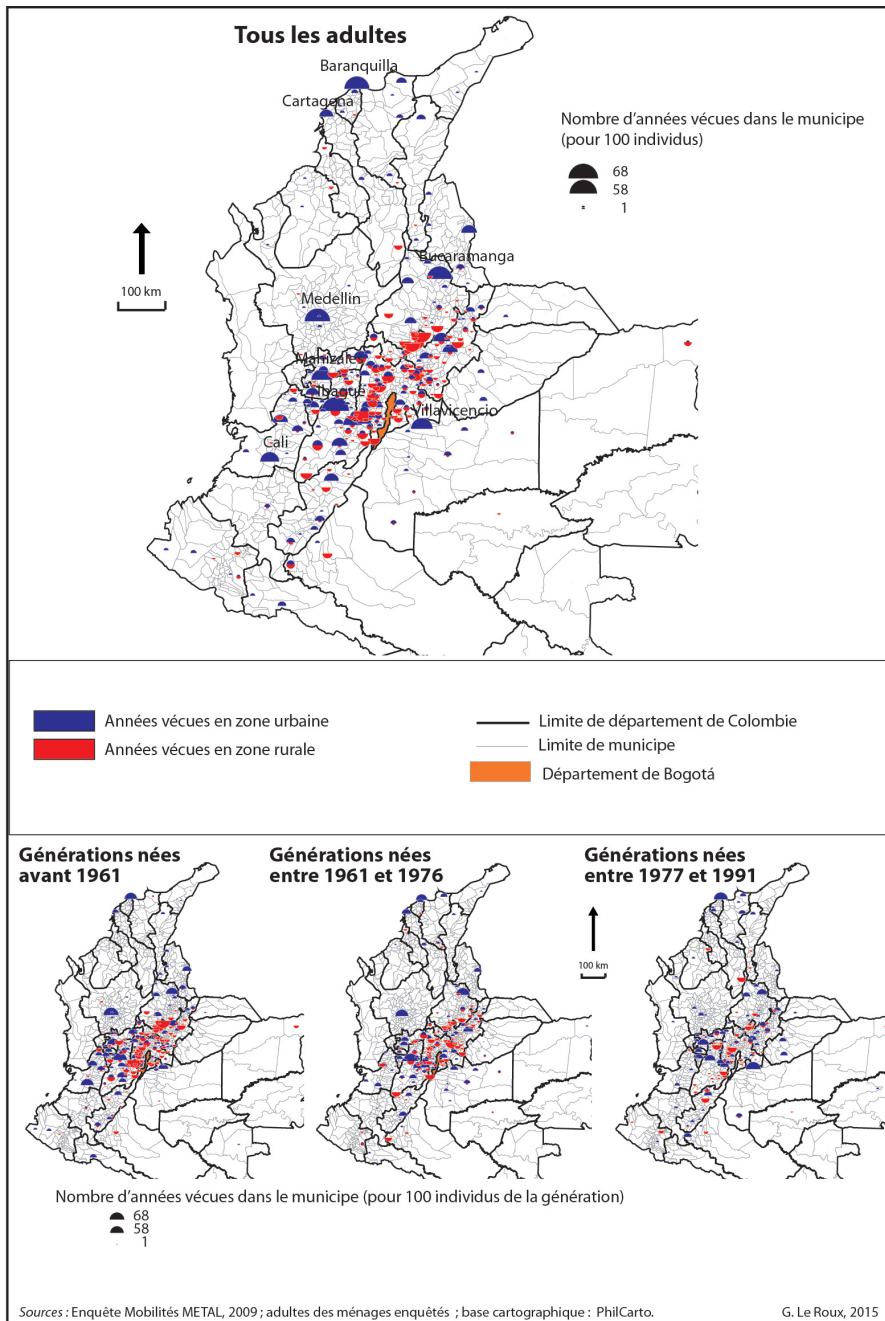 Tous les adultes
Baranquilla
Cartagena
Nombre d'années vécues dans le municipe
(pour 100 individus)
68
58
1
Bucaramanga
100 km
Medellin
Manizales
Ibague
Villavicencio
Cali
Années vécues en zone urbaine
Années vécues en zone rurale
Limite de département de Colombie
Limite de municipe
Département de Bogotá
Générations nées
avant 1961
Générations nées
entre 1961 et 1976
Générations nées
entre 1977 et 1991
100 km
Nombre d'années vécues dans le municipe (pour 100 individus de la génération)
68
58
1
Sources : Enquête Mobilités METAL, 2009 ; adultes des ménages enquêtés ; base cartographique : PhilCarto.
G. Le Roux, 2015